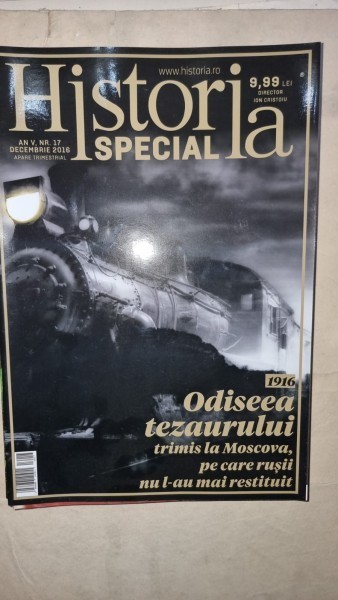 www.historia.ro
Historia
SPECIAL
9,99 LEI
DIRECTOR
ION CRISTOIU
AN V, NR. 17
DECEMBRIE 2016
APARE TRIMESTRIAL
1916
Odiseea
tezaurului
trimis la Moscova,
pe care rușii
nu l-au mai restituit